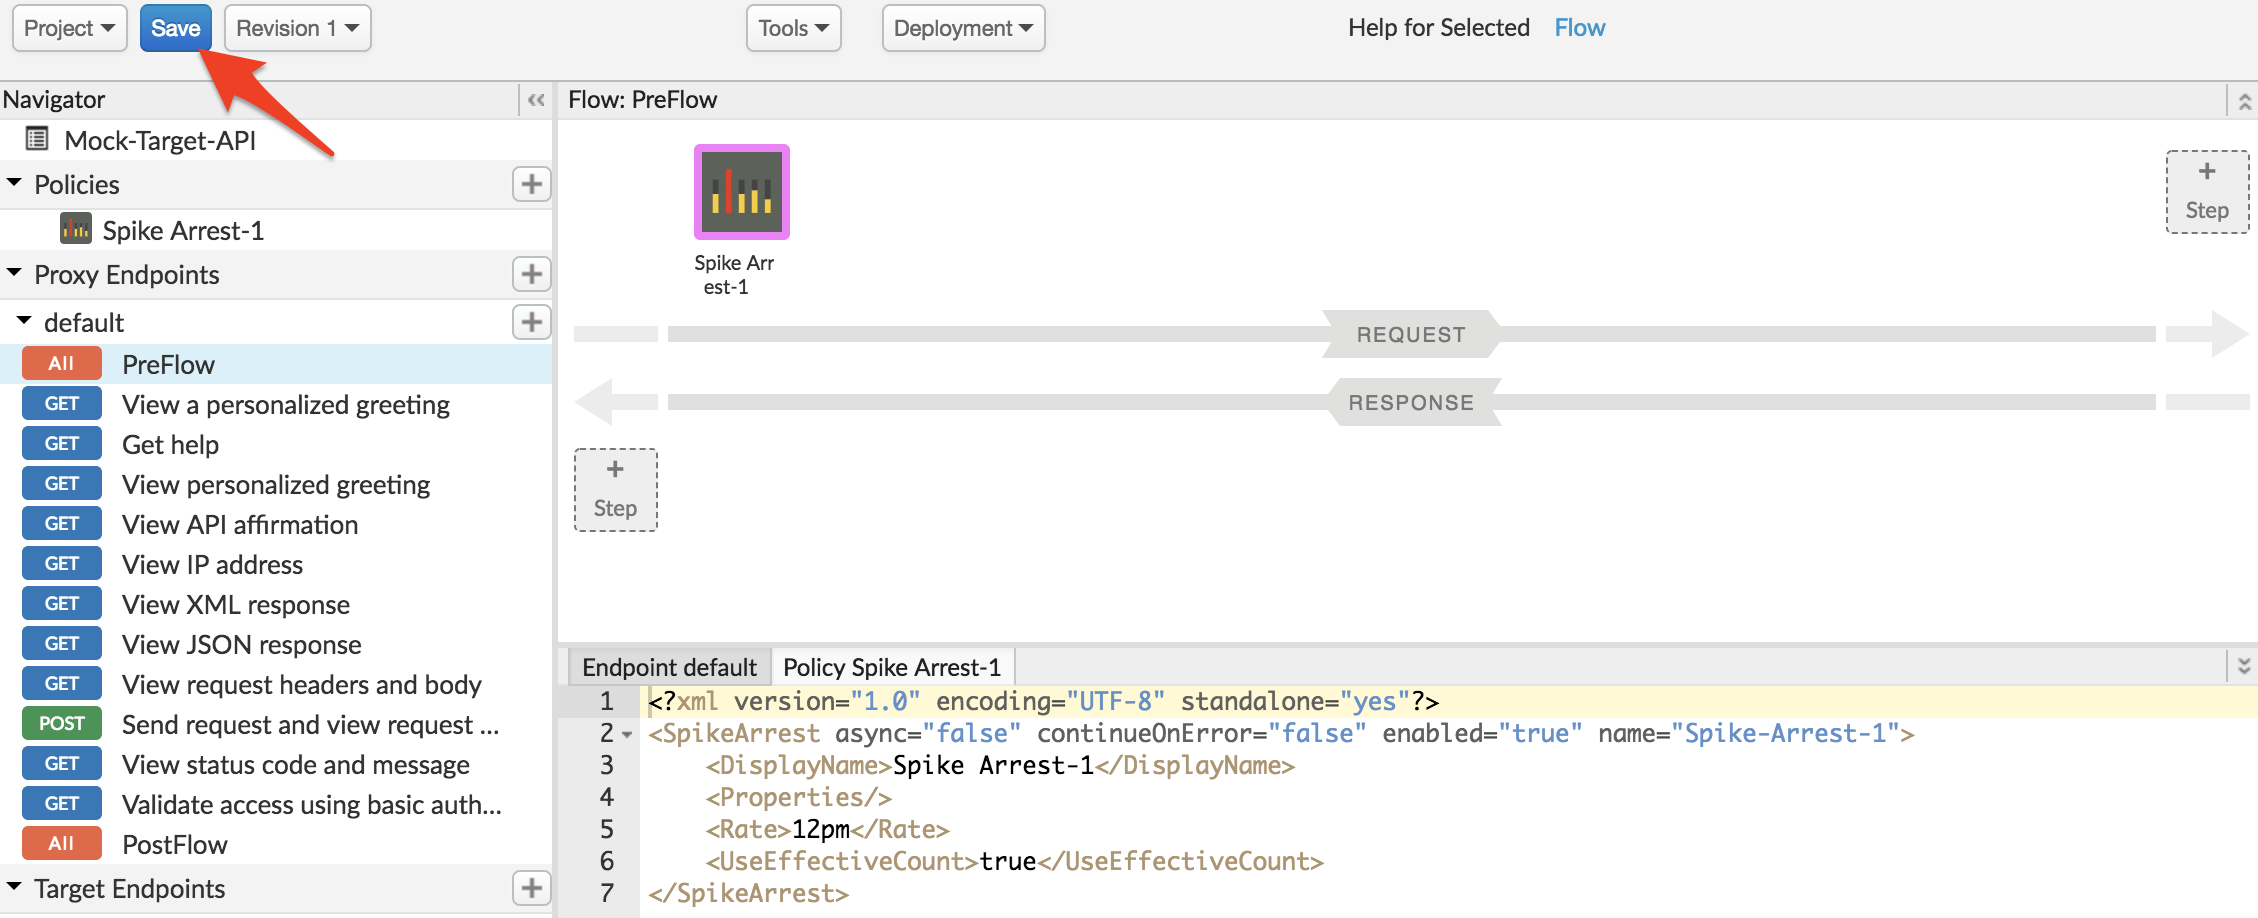 Project
Save
Revision 1
Tools
Deployment
Help for Selected Flow
Navigator
Mock-Target-API
Policies
Spike Arrest-1
Proxy Endpoints
default
All PreFlow
GET View a personalized greeting
GET Get help
GET View personalized greeting
GET View API affirmation
GET View IP address
GET View XML response
GET View JSON response
GET View request headers and body
POST Send request and view request ...
GET View status code and message
GET Validate access using basic auth...
All PostFlow
Target Endpoints
Flow: PreFlow
Spike Arr
est-1
+
Step
REQUEST
RESPONSE
+
Step
Endpoint default
Policy Spike Arrest-1
1 <?xml version="1.0" encoding="UTF-8" standalone="yes"?>
2 <SpikeArrest async="false" continueOnError="false" enabled="true" name="Spike-Arrest-1">
3 <DisplayName>Spike Arrest-1</DisplayName>
4 <Properties/>
5 <Rate>12pm</Rate>
6 <UseEffectiveCount>true</UseEffectiveCount>
7 </SpikeArrest>